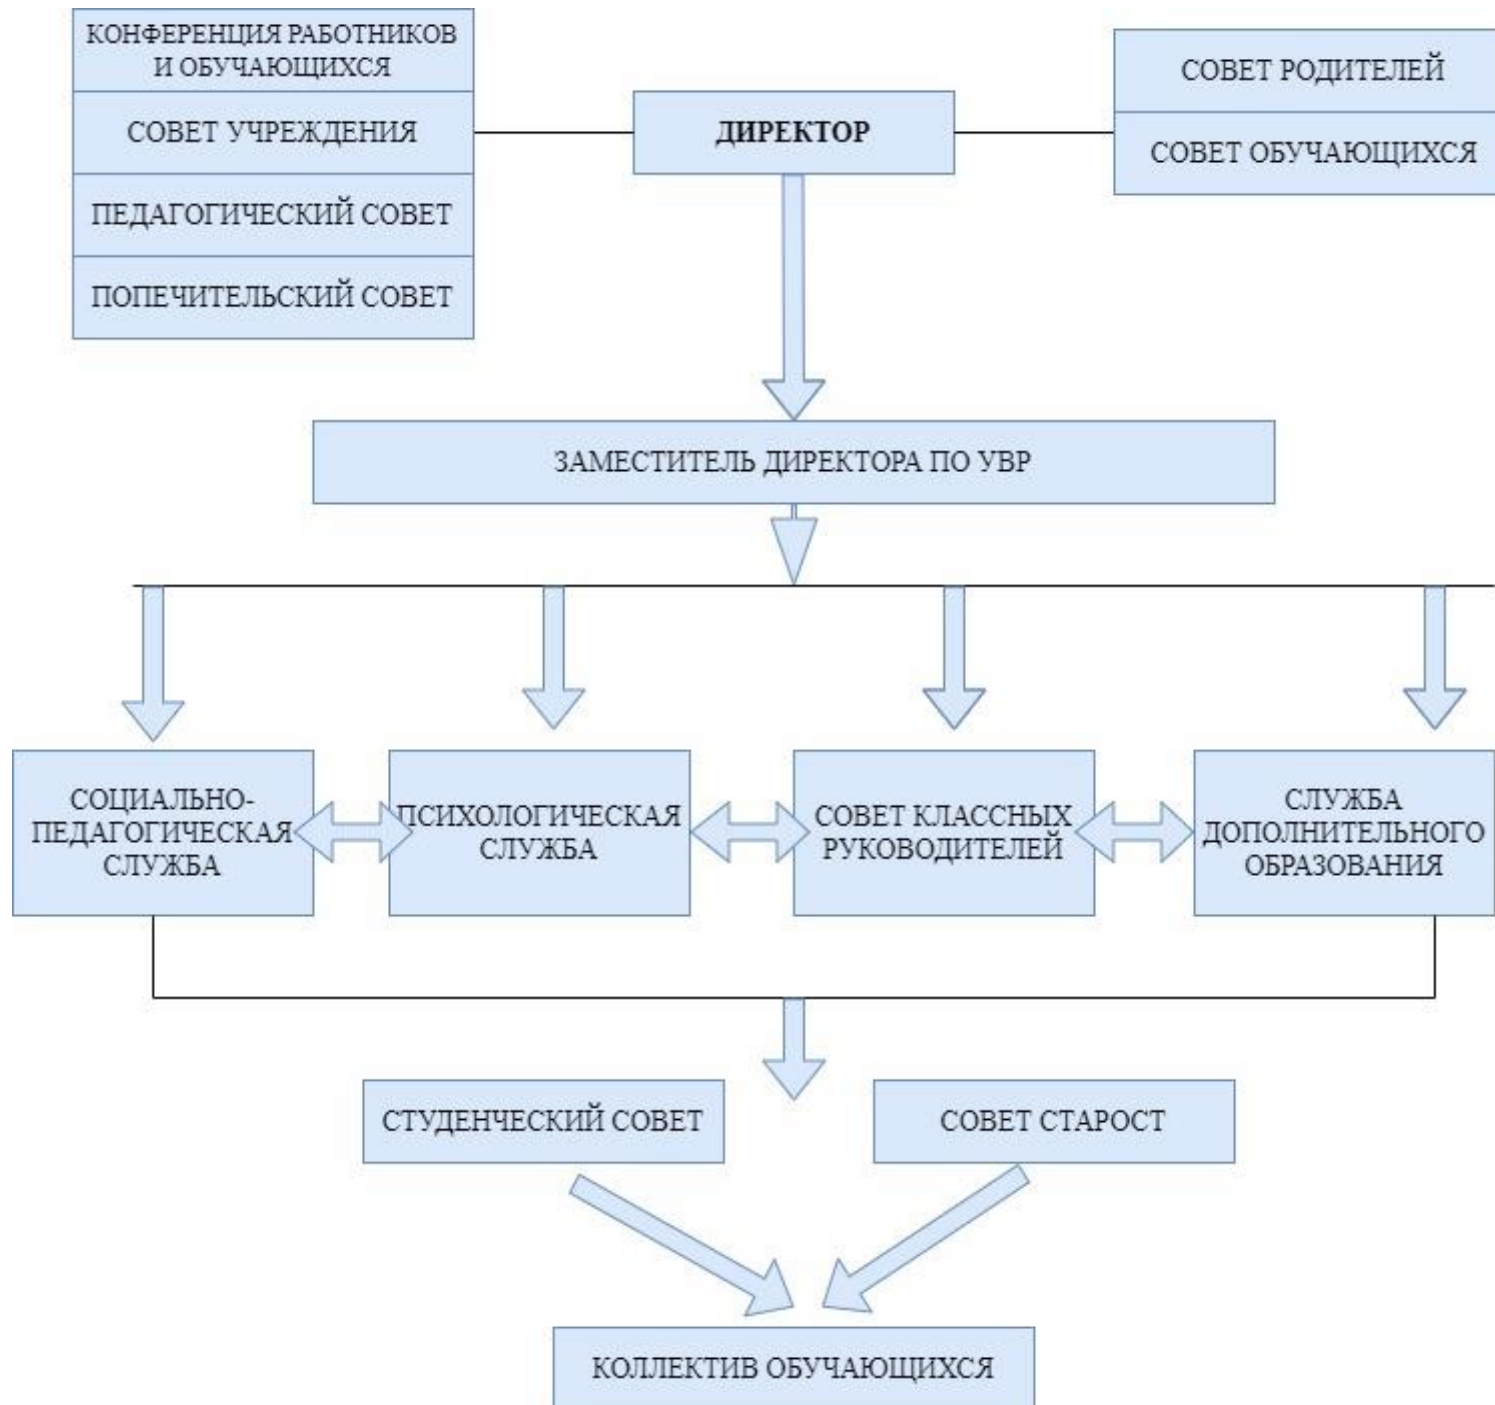 КОНФЕРЕНЦИЯ РАБОТНИКОВ
И ОБУЧАЮЩИХСЯ
СОВЕТ УЧРЕЖДЕНИЯ
ПЕДАГОГИЧЕСКИЙ СОВЕТ
ПОПЕЧИТЕЛЬСКИЙ СОВЕТ
ДИРЕКТОР
СОВЕТ РОДИТЕЛЕЙ
СОВЕТ ОБУЧАЮЩИХСЯ
ЗАМЕСТИТЕЛЬ ДИРЕКТОРА ПО УВР
СОЦИАЛЬНО-
ПЕДАГОГИЧЕСКАЯ
СЛУЖБА
ПСИХОЛОГИЧЕСКАЯ
СЛУЖБА
СОВЕТ КЛАССНЫХ
РУКОВОДИТЕЛЕЙ
СЛУЖБА
ДОПОЛНИТЕЛЬНОГО
ОБРАЗОВАНИЯ
СТУДЕНЧЕСКИЙ СОВЕТ
СОВЕТ СТАРОСТ
КОЛЛЕКТИВ ОБУЧАЮЩИХСЯ